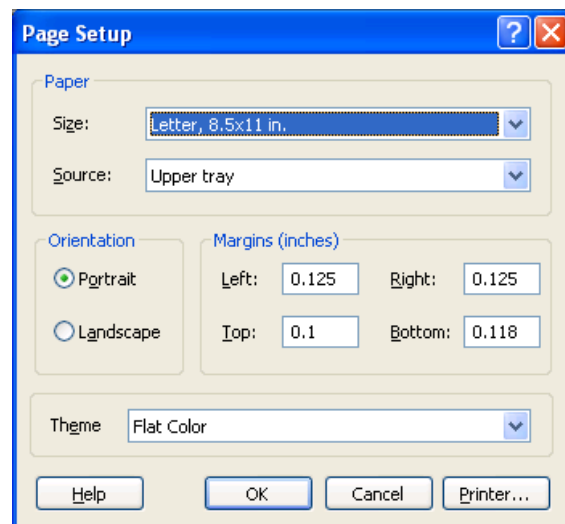 Page Setup
Paper
Size: Letter, 8.5x11 in.
Source: Upper tray
Orientation Margins (inches)
Portrait Left: 0.125 Right: 0.125
Landscape Top: 0.1 Bottom: 0.118
Theme Flat Color
Help OK Cancel Printer...